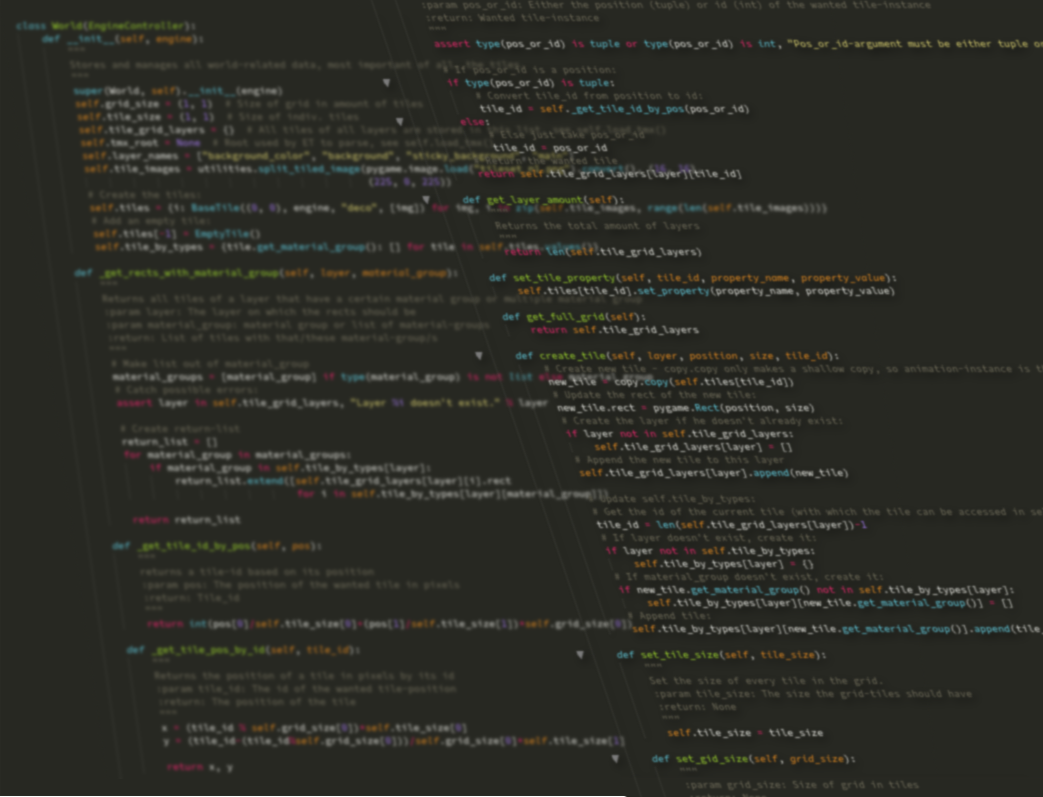 class World(EngineController):
def __init__(self, engine):
"""
Stores and manages all world-related data, most important of all, the tiles.
"""
super(World, self).__init__(engine)
self.grid_size = (1, 1) # Size of grid in amount of tiles
self.tile_size = (1, 1) # Size of indiv. tiles
self.tile_grid_layers = {} # All tiles of all layers are stored in
self.tmx_root = None # Root used by ET to parse, see
self.layer_names = ["background_color", "background",
self.tile_images = utilities.split_tiled_image(pygame.image.load(
(225, 0, 225))
# Create the tiles:
self.tiles = {i: BaseTile((0, 0), engine, "deco", [img]) for img, i in zip(self.tile_images, range(len(self.tile_images)))}
# Add an empty tile:
self.tiles[-1] = EmptyTile()
self.tile_by_types = {tile.get_material_group(): [] for tile in self.tiles.values()}
def _get_rects_with_material_group(self, layer, material_group):
"""
Returns all tiles of a layer that have a certain material group or multiple material group
:param layer: The layer on which the rects should be.
:param material_group: material group or list of material-groups
:return: List of tiles with that/these material-group/s
"""
# Make list out of material_group
material_groups = [material_group] if type(material_group) is not list else material_group
# Catch possible errors:
assert layer in self.tile_grid_layers, "Layer %i doesn't exist." % layer
# Create return-list
return_list = []
for material_group in material_groups:
if material_group in self.tile_by_types[layer]:
return_list.extend([self.tile_grid_layers[layer][i].rect
for i in self.tile_by_types[layer][material_group]])
return return_list
def _get_tile_id_by_pos(self, pos):
"""
returns a tile-id based on its position
:param pos: The position of the wanted tile in pixels
:return: Tile_id
"""
return int(pos[0]/self.tile_size[0]+(pos[1]/self.tile_size[1])*self.grid_size[0])
def _get_tile_pos_by_id(self, tile_id):
"""
Returns the position of a tile in pixels by its id
:param tile_id: The id of the wanted tile-position
:return: The position of the tile
"""
x = (tile_id % self.grid_size[0])*self.tile_size[0]
y = (tile_id-(tile_id%self.grid_size[0]))/self.grid_size[0]*self.tile_size[1]
return x, y
:param pos_or_id: Either the position (tuple) or id (int) of the wanted tile-instance
:return: Wanted tile-instance
"""
assert type(pos_or_id) is tuple or type(pos_or_id) is int, "Pos_or_id-argument must be either tuple o
# If pos_or_id is a position:
if type(pos_or_id) is tuple:
# Convert tile_id from position to id:
tile_id = self._get_tile_id_by_pos(pos_or_id)
else:
# Else just take pos_or_id
tile_id = pos_or_id
# return the wanted tile
return self.tile_grid_layers[layer][tile_id]
def get_layer_amount(self):
"""
Returns the total amount of layers
"""
return len(self.tile_grid_layers)
def set_tile_property(self, tile_id, property_name, property_value):
self.tiles[tile_id].set_property(property_name, property_value)
def get_full_grid(self):
return self.tile_grid_layers
def create_tile(self, layer, position, size, tile_id):
# Create new tile - copy.copy only makes a shallow copy, so animation-instance is t
new_tile = copy.copy(self.tiles[tile_id])
# Update the rect of the new tile:
new_tile.rect = pygame.Rect(position, size)
# Create the layer if he doesn't already exist:
if layer not in self.tile_grid_layers:
self.tile_grid_layers[layer] = []
# Append the new tile to this layer
self.tile_grid_layers[layer].append(new_tile)
# Update self.tile_by_types:
# Get the id of the current tile (with which the tile can be accessed in se
tile_id = len(self.tile_grid_layers[layer])-1
# If layer doesn't exist, create it:
if layer not in self.tile_by_types:
self.tile_by_types[layer] = {}
# If material_group doesn't exist, create it:
if new_tile.get_material_group() not in self.tile_by_types[layer]:
self.tile_by_types[layer][new_tile.get_material_group()] = []
# Append tile:
self.tile_by_types[layer][new_tile.get_material_group()].append(tile_
def set_tile_size(self, tile_size):
"""
Set the size of every tile in the grid.
:param tile_size: The size the grid-tiles should have
:return: None
"""
self.tile_size = tile_size
def set_gid_size(self, grid_size):
"""
:param grid_size: Size of grid in tiles
:return: None